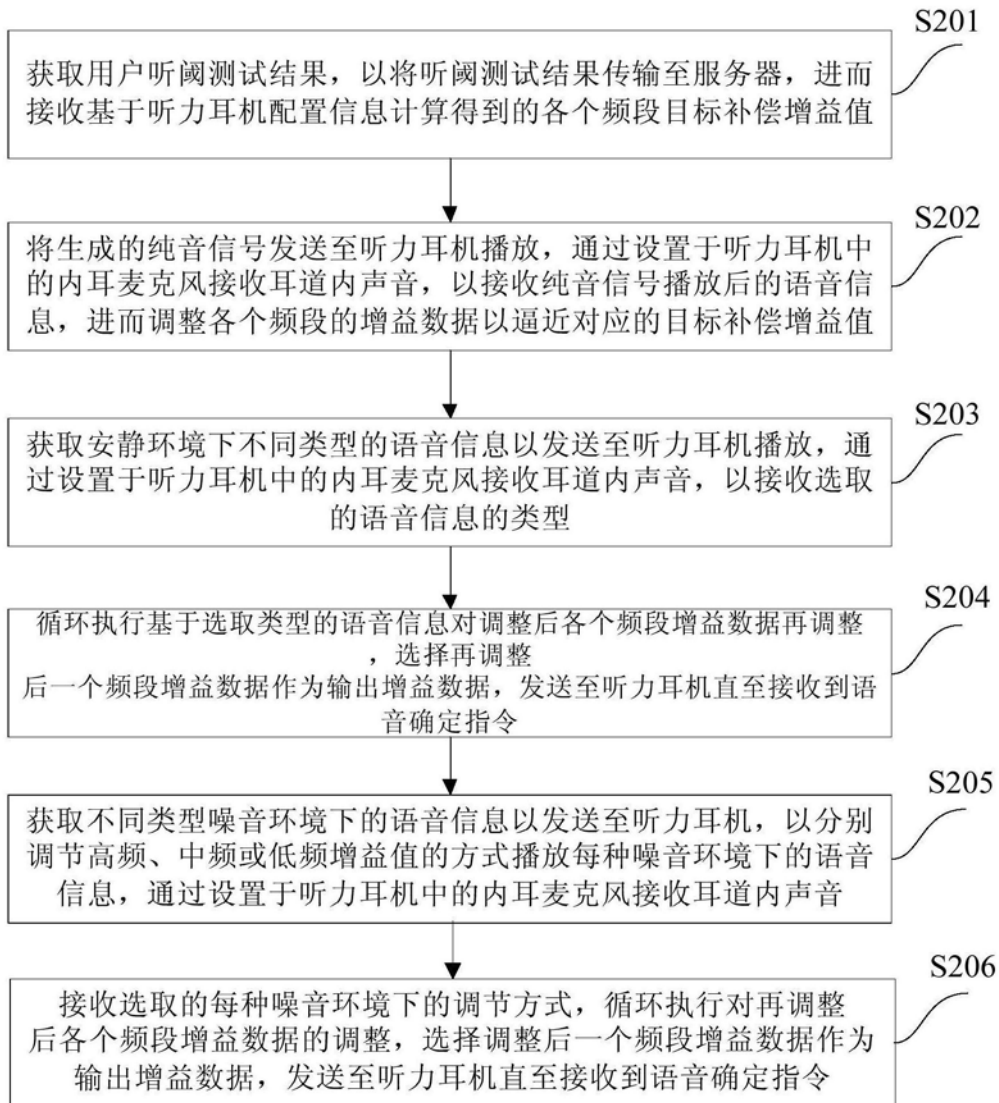 S201
获取用户听阈测试结果，以将听阈测试结果传输至服务器，进而
接收基于听力耳机配置信息计算得到的各个频段目标补偿增益值
S202
将生成的纯音信号发送至听力耳机播放，通过设置于听力耳机中
的内耳麦克风接收耳道内声音，以接收纯音信号播放后的语音信
息，进而调整各个频段的增益数据以逼近对应的目标补偿增益值
S203
获取安静环境下不同类型的语音信息以发送至听力耳机播放，通
过设置于听力耳机中的内耳麦克风接收耳道内声音，以接收选取
的语音信息的类型
S204
循环执行基于选取类型的语音信息对调整后各个频段增益数据再调整
，选择再调整
后一个频段增益数据作为输出增益数据，发送至听力耳机直至接收到语
音确定指令
S205
获取不同类型噪音环境下的语音信息以发送至听力耳机，以分别
调节高频、中频或低频增益值的方式播放每种噪音环境下的语音
信息，通过设置于听力耳机中的内耳麦克风接收耳道内声音
S206
接收选取的每种噪音环境下的调节方式，循环执行对再调整
后各个频段增益数据的调整，选择调整后一个频段增益数据作为
输出增益数据，发送至听力耳机直至接收到语音确定指令